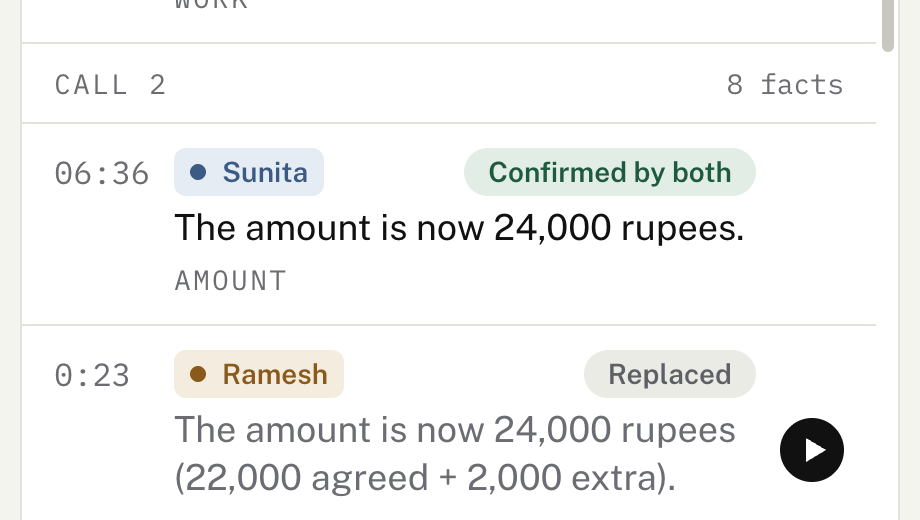 WORK
CALL 2 8 facts
06:36 Sunita Confirmed by both
The amount is now 24,000 rupees.
AMOUNT
0:23 Ramesh Replaced
The amount is now 24,000 rupees
(22,000 agreed + 2,000 extra).